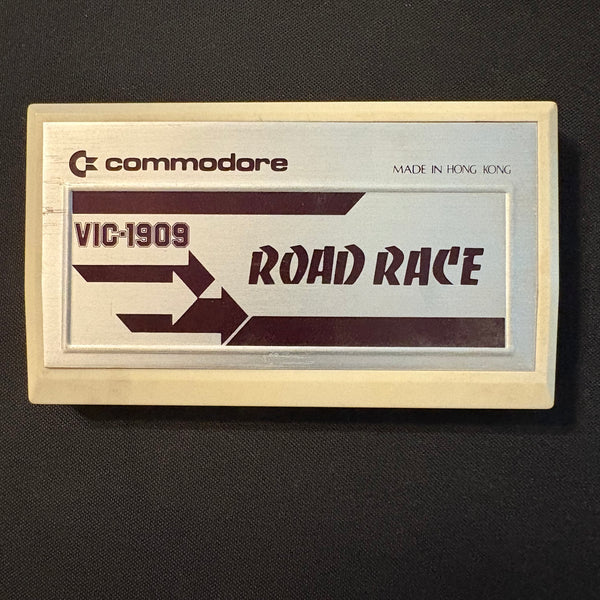 commodore
MADE IN HONG KONG
VIC-1909
ROAD RACE